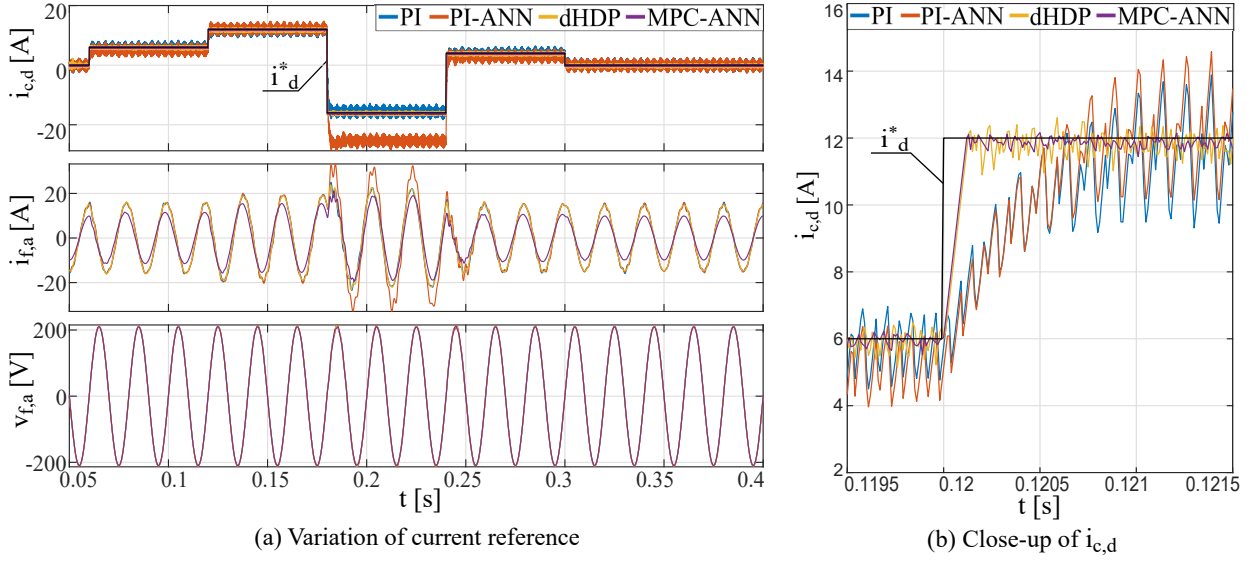 PI PI-ANN dHDP MPC-ANN
20
0
-20
i_c,d [A]
i*_d
20
0
-20
i_f,a [A]
200
0
-200
v_f,a [V]
0.05 0.1 0.15 0.2 0.25 0.3 0.35 0.4
t [s]
(a) Variation of current reference
PI PI-ANN dHDP MPC-ANN
16
14
12
10
8
6
4
2
i_c,d [A]
i*_d
0.1195 0.12 0.1205 0.121 0.1215
t [s]
(b) Close-up of i_c,d